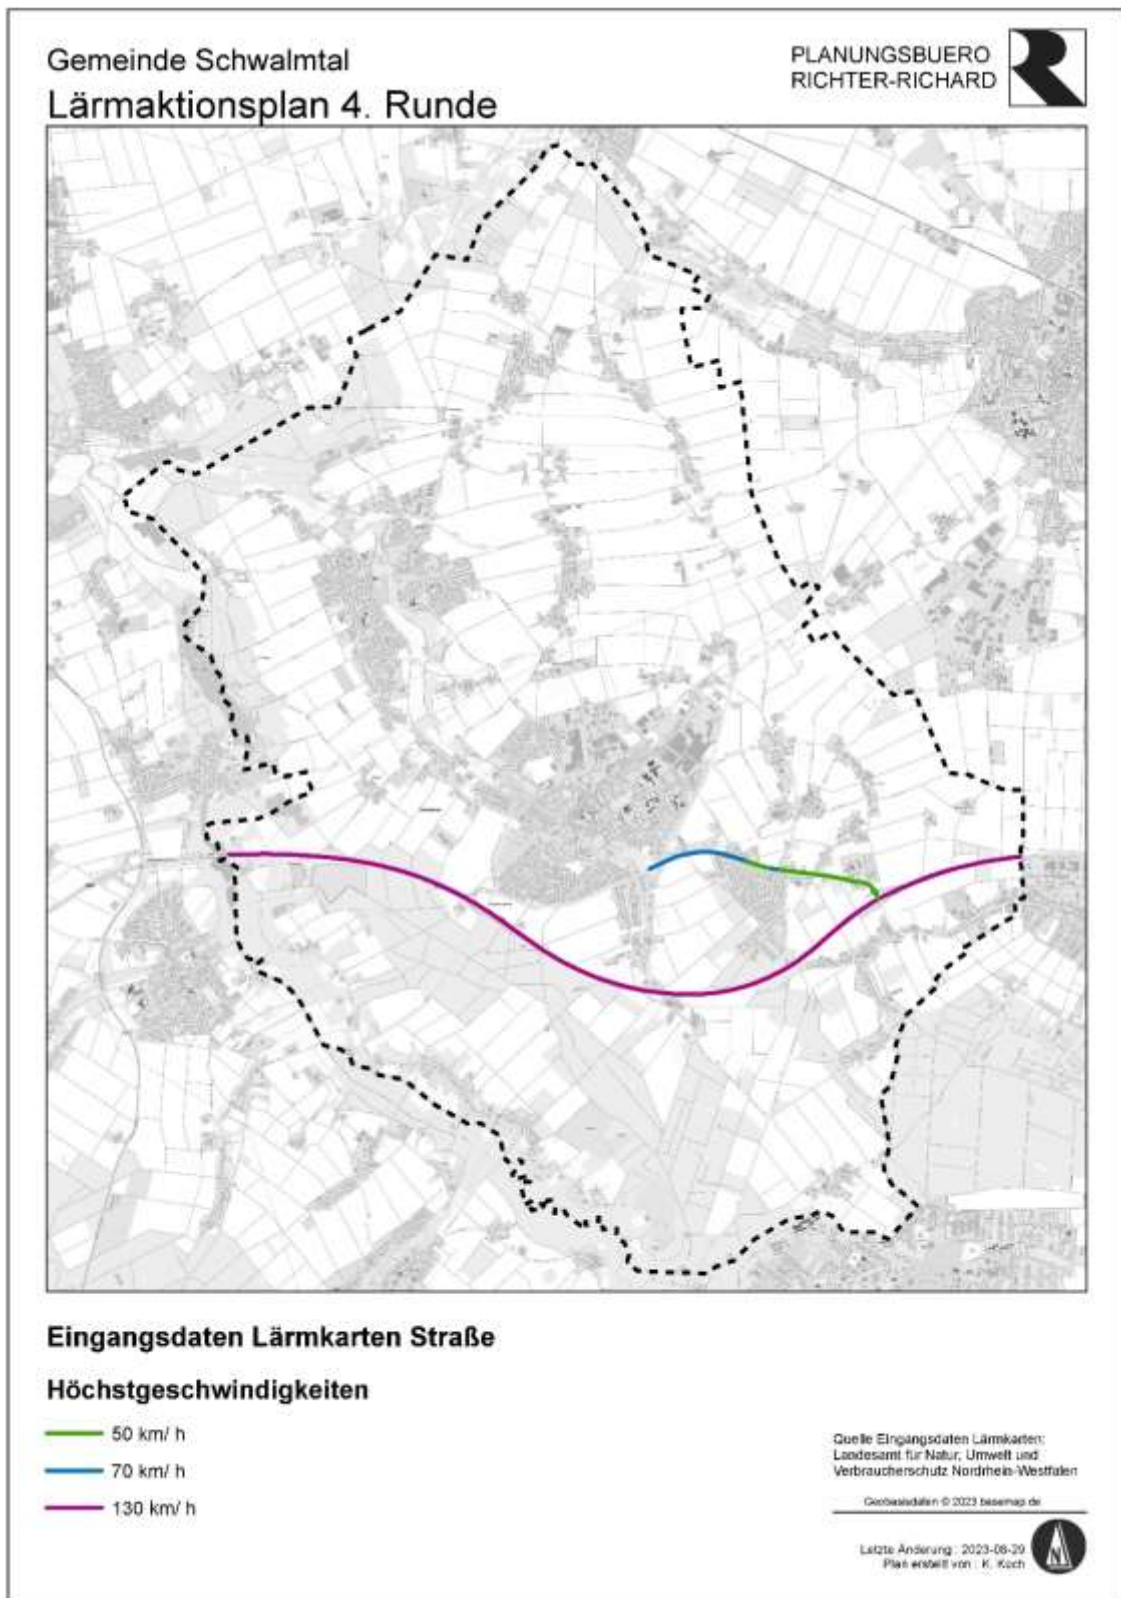 Gemeinde Schwalmtal
Lärmaktionsplan 4. Runde
PLANUNGSBUERO
RICHTER-RICHARD
Eingangsdaten Lärmkarten Straße
Höchstgeschwindigkeiten
50 km/ h
70 km/ h
130 km/ h
Quelle Eingangsdaten Lärmkarten:
Landesamt für Natur, Umwelt und
Verbraucherschutz Nordrhein-Westfalen
Geobasisdaten © 2023 basemap.de
Letzte Änderung : 2023-08-29
Plan erstellt von : K. Koch
N